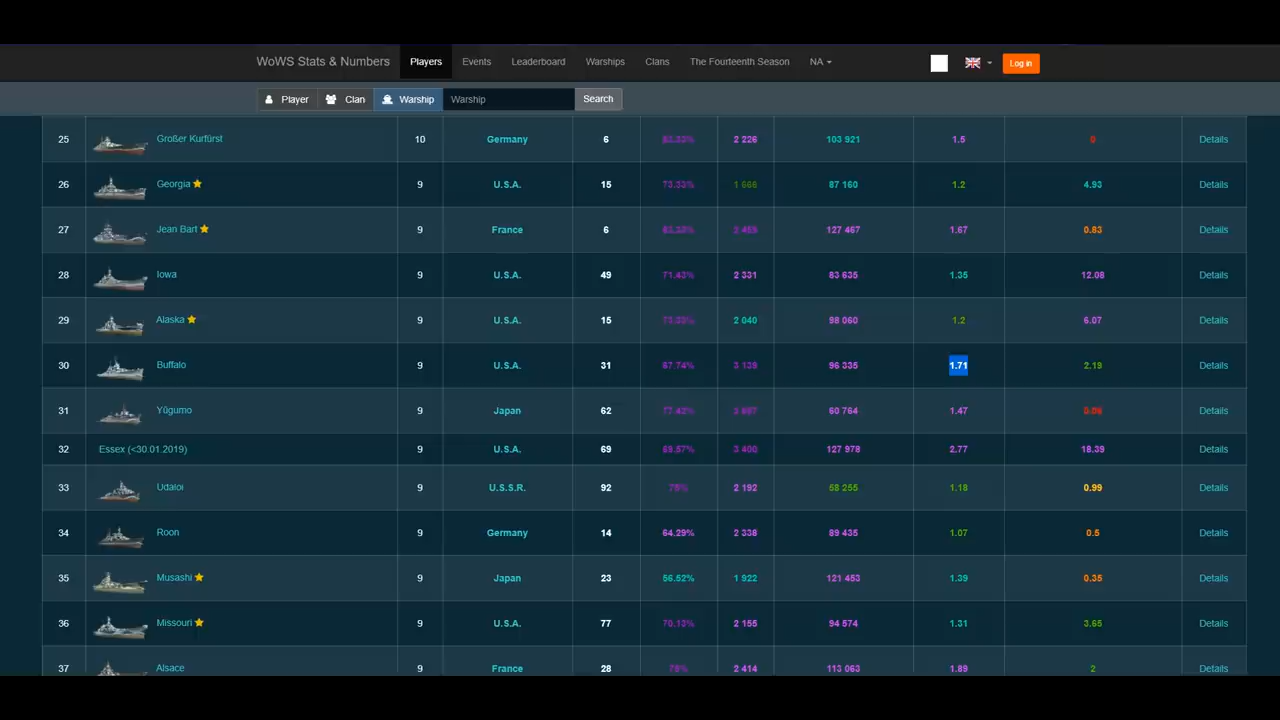 WoWS Stats & Numbers Players Events Leaderboard Warships Clans The Fourteenth Season NA Log in
Player Clan Warship Warship Search
25 Großer Kurfürst 10 Germany 6 2 226 103 921 1.5 0 Details
26 Georgia 9 U.S.A. 15 73.33% 1 666 87 160 1.2 4.93 Details
27 Jean Bart 9 France 6 127 467 1.67 0.83 Details
28 Iowa 9 U.S.A. 49 71.43% 2 331 83 635 1.35 12.08 Details
29 Alaska 9 U.S.A. 15 73.33% 2 040 98 060 1.2 6.07 Details
30 Buffalo 9 U.S.A. 31 67.74% 3 139 96 335 1.71 2.19 Details
31 Yūgumo 9 Japan 62 77.42% 60 764 1.47 Details
32 Essex (<30.01.2019) 9 U.S.A. 69 68.57% 3 400 127 978 2.77 18.39 Details
33 Udaloi 9 U.S.S.R. 92 75% 2 192 58 255 1.18 0.99 Details
34 Roon 9 Germany 14 64.29% 2 338 89 435 1.07 0.5 Details
35 Musashi 9 Japan 23 56.52% 1 922 121 453 1.39 0.35 Details
36 Missouri 9 U.S.A. 77 70.13% 2 155 94 574 1.31 3.65 Details
37 Alsace 9 France 28 75% 2 414 113 063 1.89 2 Details